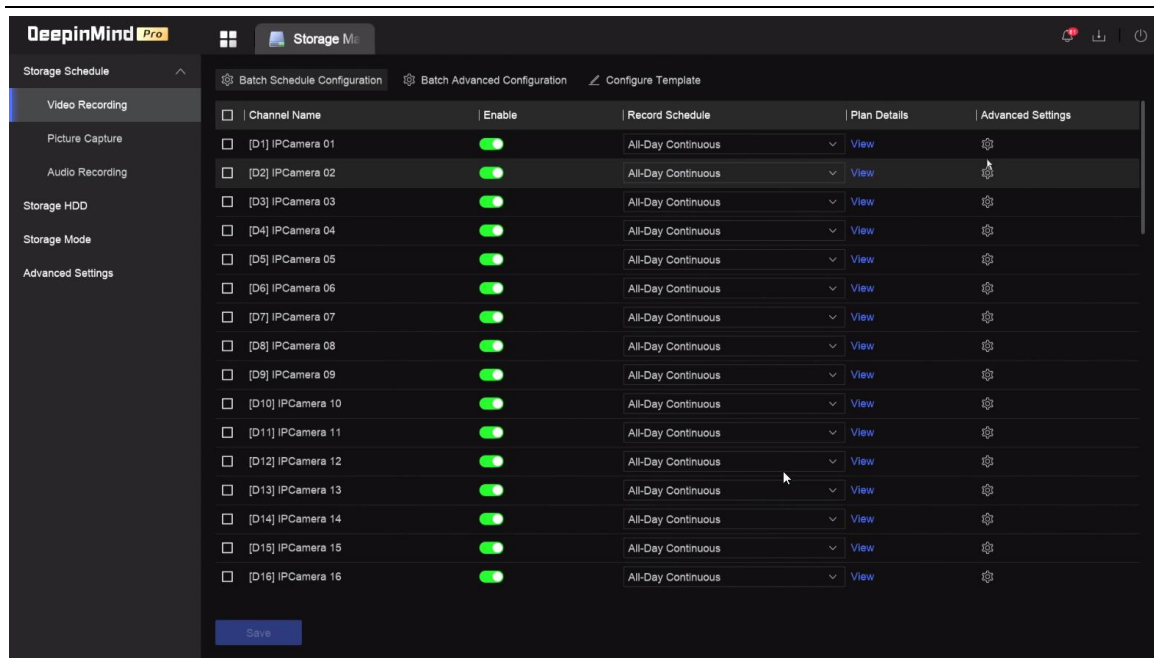 DeepinMind Pro
Storage Ma
Storage Schedule
Video Recording
Picture Capture
Audio Recording
Storage HDD
Storage Mode
Advanced Settings
Batch Schedule Configuration Batch Advanced Configuration Configure Template
Channel Name Enable Record Schedule Plan Details Advanced Settings
[D1] IPCamera 01 All-Day Continuous View
[D2] IPCamera 02 All-Day Continuous View
[D3] IPCamera 03 All-Day Continuous View
[D4] IPCamera 04 All-Day Continuous View
[D5] IPCamera 05 All-Day Continuous View
[D6] IPCamera 06 All-Day Continuous View
[D7] IPCamera 07 All-Day Continuous View
[D8] IPCamera 08 All-Day Continuous View
[D9] IPCamera 09 All-Day Continuous View
[D10] IPCamera 10 All-Day Continuous View
[D11] IPCamera 11 All-Day Continuous View
[D12] IPCamera 12 All-Day Continuous View
[D13] IPCamera 13 All-Day Continuous View
[D14] IPCamera 14 All-Day Continuous View
[D15] IPCamera 15 All-Day Continuous View
[D16] IPCamera 16 All-Day Continuous View
Save